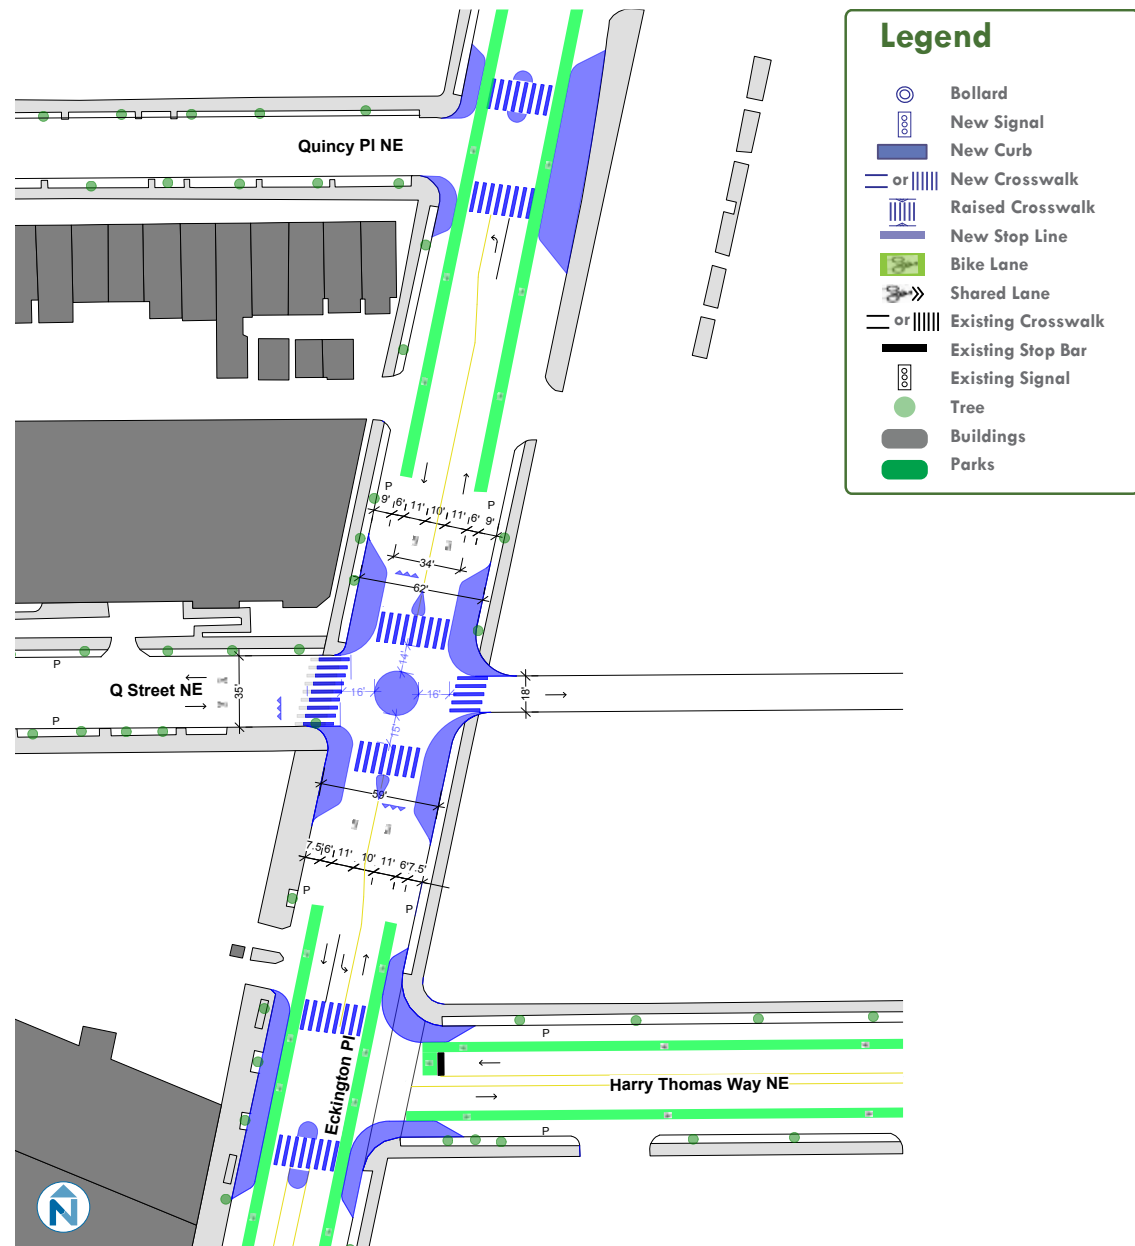 Legend
Bollard
New Signal
New Curb
or New Crosswalk
Raised Crosswalk
New Stop Line
Bike Lane
Shared Lane
or Existing Crosswalk
Existing Stop Bar
Existing Signal
Tree
Buildings
Parks
Quincy Pl NE
P
P
9' 6' 11' 10' 11' 6' 9'
34'
62'
14'
P
Q Street NE
35'
16'
16'
18'
P
15'
59'
7.5' 6' 11' 10' 11' 6' 7.5'
P
P
P
Eckington Pl
Harry Thomas Way NE
P
N